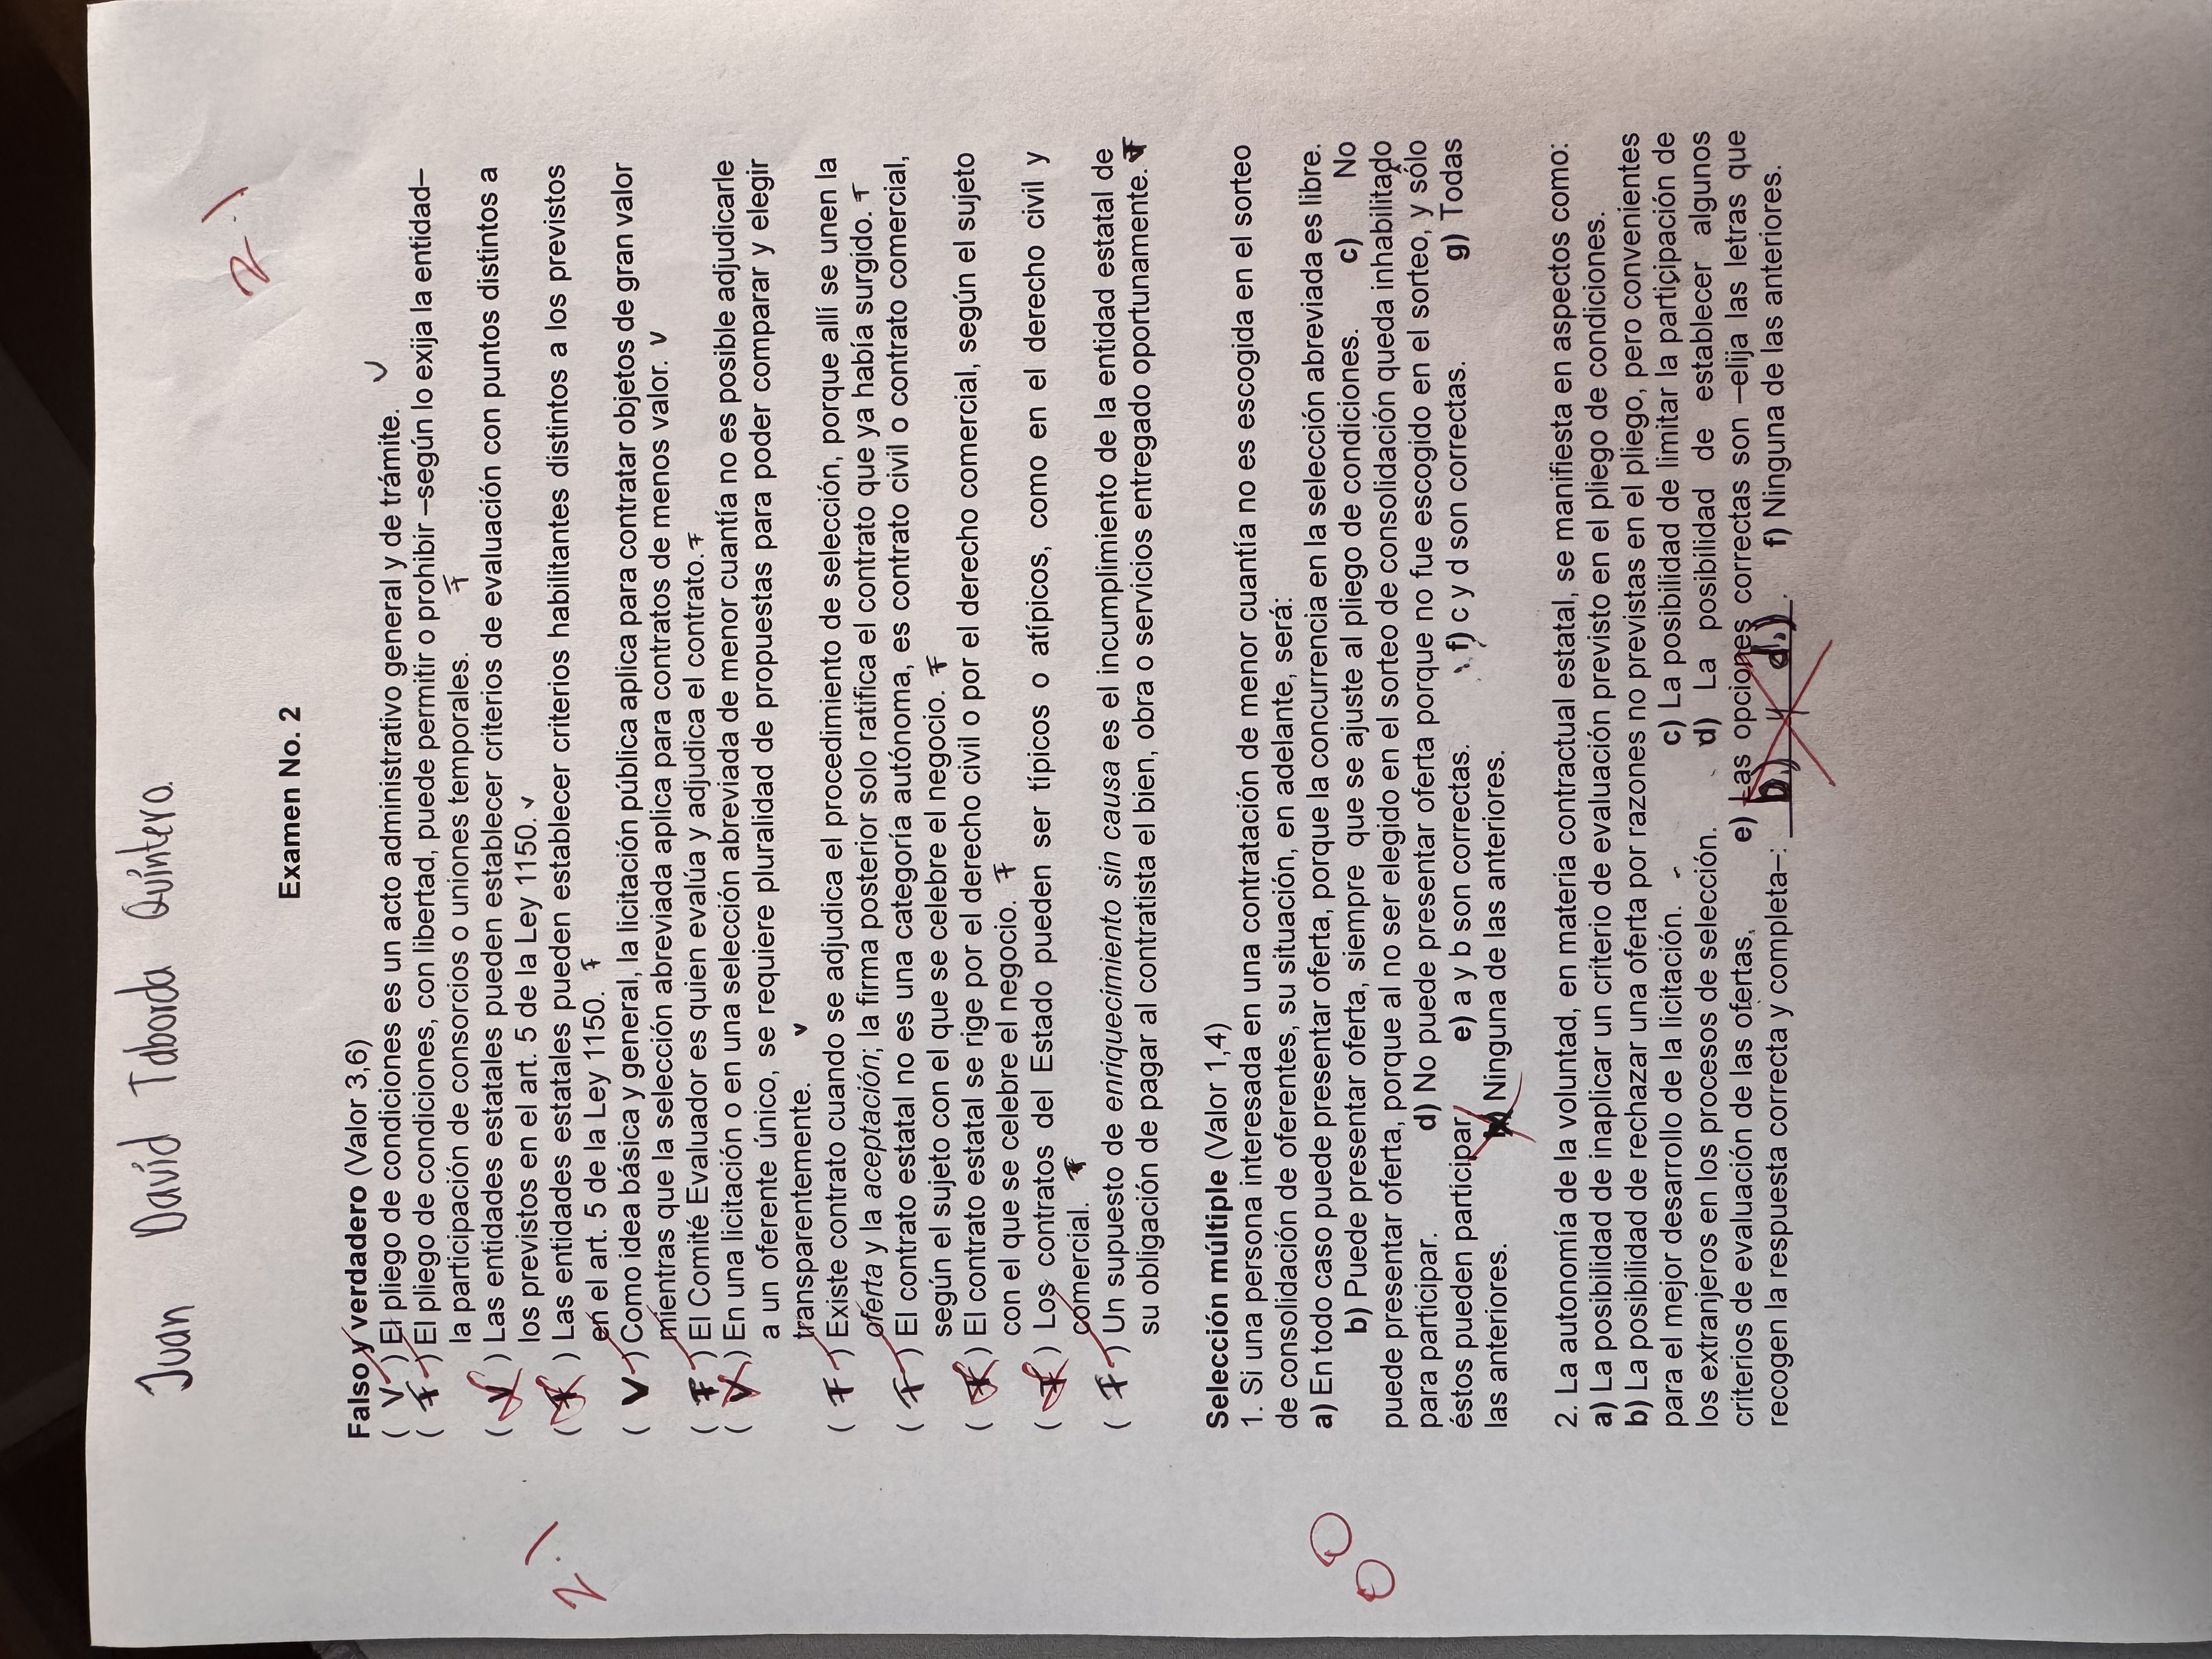 Juan David Taborda Quintero.
2.1
Examen No. 2
Falso y verdadero (Valor 3,6)
( V ) El pliego de condiciones es un acto administrativo general y de trámite. V
( F ) El pliego de condiciones, con libertad, puede permitir o prohibir –según lo exija la entidad–
la participación de consorcios o uniones temporales. F
( V ) Las entidades estatales pueden establecer criterios de evaluación con puntos distintos a
los previstos en el art. 5 de la Ley 1150. v
2.1
( F ) Las entidades estatales pueden establecer criterios habilitantes distintos a los previstos
en el art. 5 de la Ley 1150. F
( V ) Como idea básica y general, la licitación pública aplica para contratar objetos de gran valor
mientras que la selección abreviada aplica para contratos de menos valor. v
( F ) El Comité Evaluador es quien evalúa y adjudica el contrato. F
( V ) En una licitación o en una selección abreviada de menor cuantía no es posible adjudicarle
a un oferente único, se requiere pluralidad de propuestas para poder comparar y elegir
transparentemente. v
( F ) Existe contrato cuando se adjudica el procedimiento de selección, porque allí se unen la
oferta y la aceptación; la firma posterior solo ratifica el contrato que ya había surgido. F
( F ) El contrato estatal no es una categoría autónoma, es contrato civil o contrato comercial,
según el sujeto con el que se celebre el negocio. F
( F ) El contrato estatal se rige por el derecho civil o por el derecho comercial, según el sujeto
con el que se celebre el negocio. F
( F ) Los contratos del Estado pueden ser típicos o atípicos, como en el derecho civil y
comercial. F
( F ) Un supuesto de enriquecimiento sin causa es el incumplimiento de la entidad estatal de
su obligación de pagar al contratista el bien, obra o servicios entregado oportunamente. F
Selección múltiple (Valor 1,4)
1. Si una persona interesada en una contratación de menor cuantía no es escogida en el sorteo
de consolidación de oferentes, su situación, en adelante, será:
a) En todo caso puede presentar oferta, porque la concurrencia en la selección abreviada es libre.
b) Puede presentar oferta, siempre que se ajuste al pliego de condiciones. c) No
puede presentar oferta, porque al no ser elegido en el sorteo de consolidación queda inhabilitado
para participar. d) No puede presentar oferta porque no fue escogido en el sorteo, y sólo
éstos pueden participar. e) a y b son correctas. f) c y d son correctas. g) Todas
las anteriores. h) Ninguna de las anteriores.
0 0
2. La autonomía de la voluntad, en materia contractual estatal, se manifiesta en aspectos como:
a) La posibilidad de inaplicar un criterio de evaluación previsto en el pliego de condiciones.
b) La posibilidad de rechazar una oferta por razones no previstas en el pliego, pero convenientes
para el mejor desarrollo de la licitación. c) La posibilidad de limitar la participación de
los extranjeros en los procesos de selección. d) La posibilidad de establecer algunos
criterios de evaluación de las ofertas. e) Las opciones correctas son –elija las letras que
recogen la respuesta correcta y completa–: b.) y d.) . f) Ninguna de las anteriores.